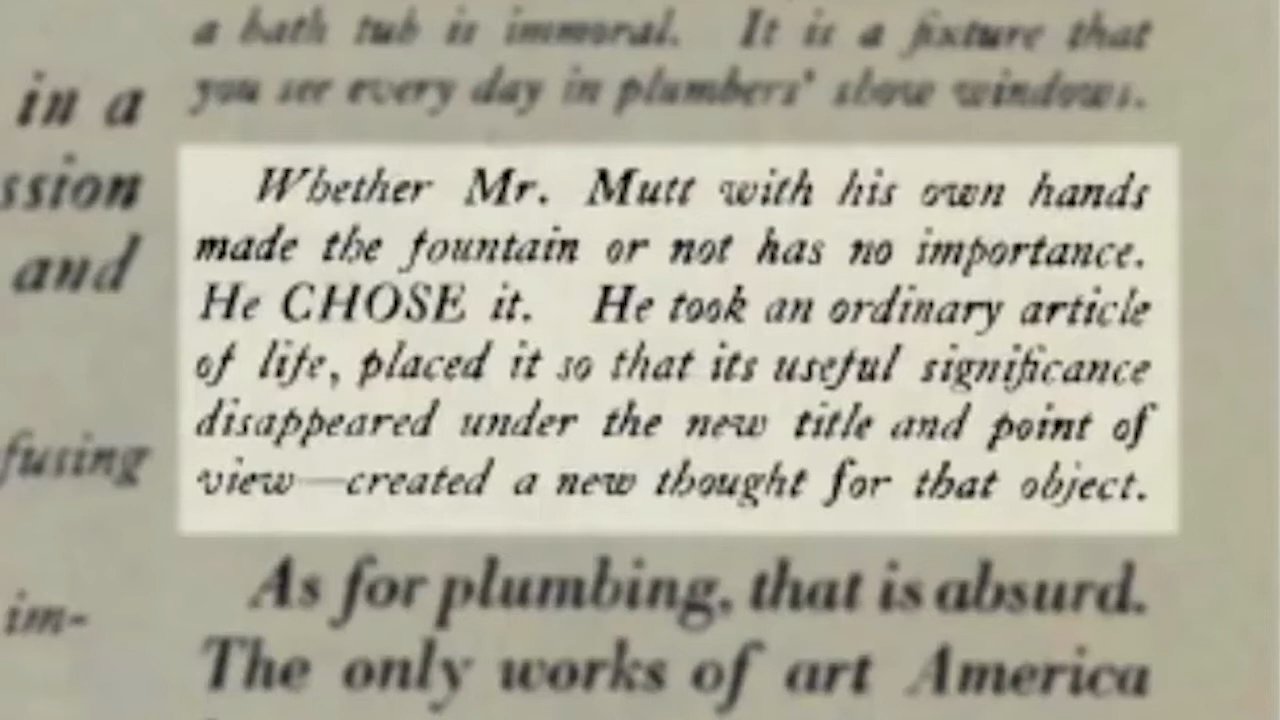 a bath tub is immoral. It is a fixture that
you see every day in plumbers' show windows.
in a
ssion
and
fusing
im-
Whether Mr. Mutt with his own hands
made the fountain or not has no importance.
He CHOSE it. He took an ordinary article
of life, placed it so that its useful significance
disappeared under the new title and point of
view—created a new thought for that object.
As for plumbing, that is absurd.
The only works of art America